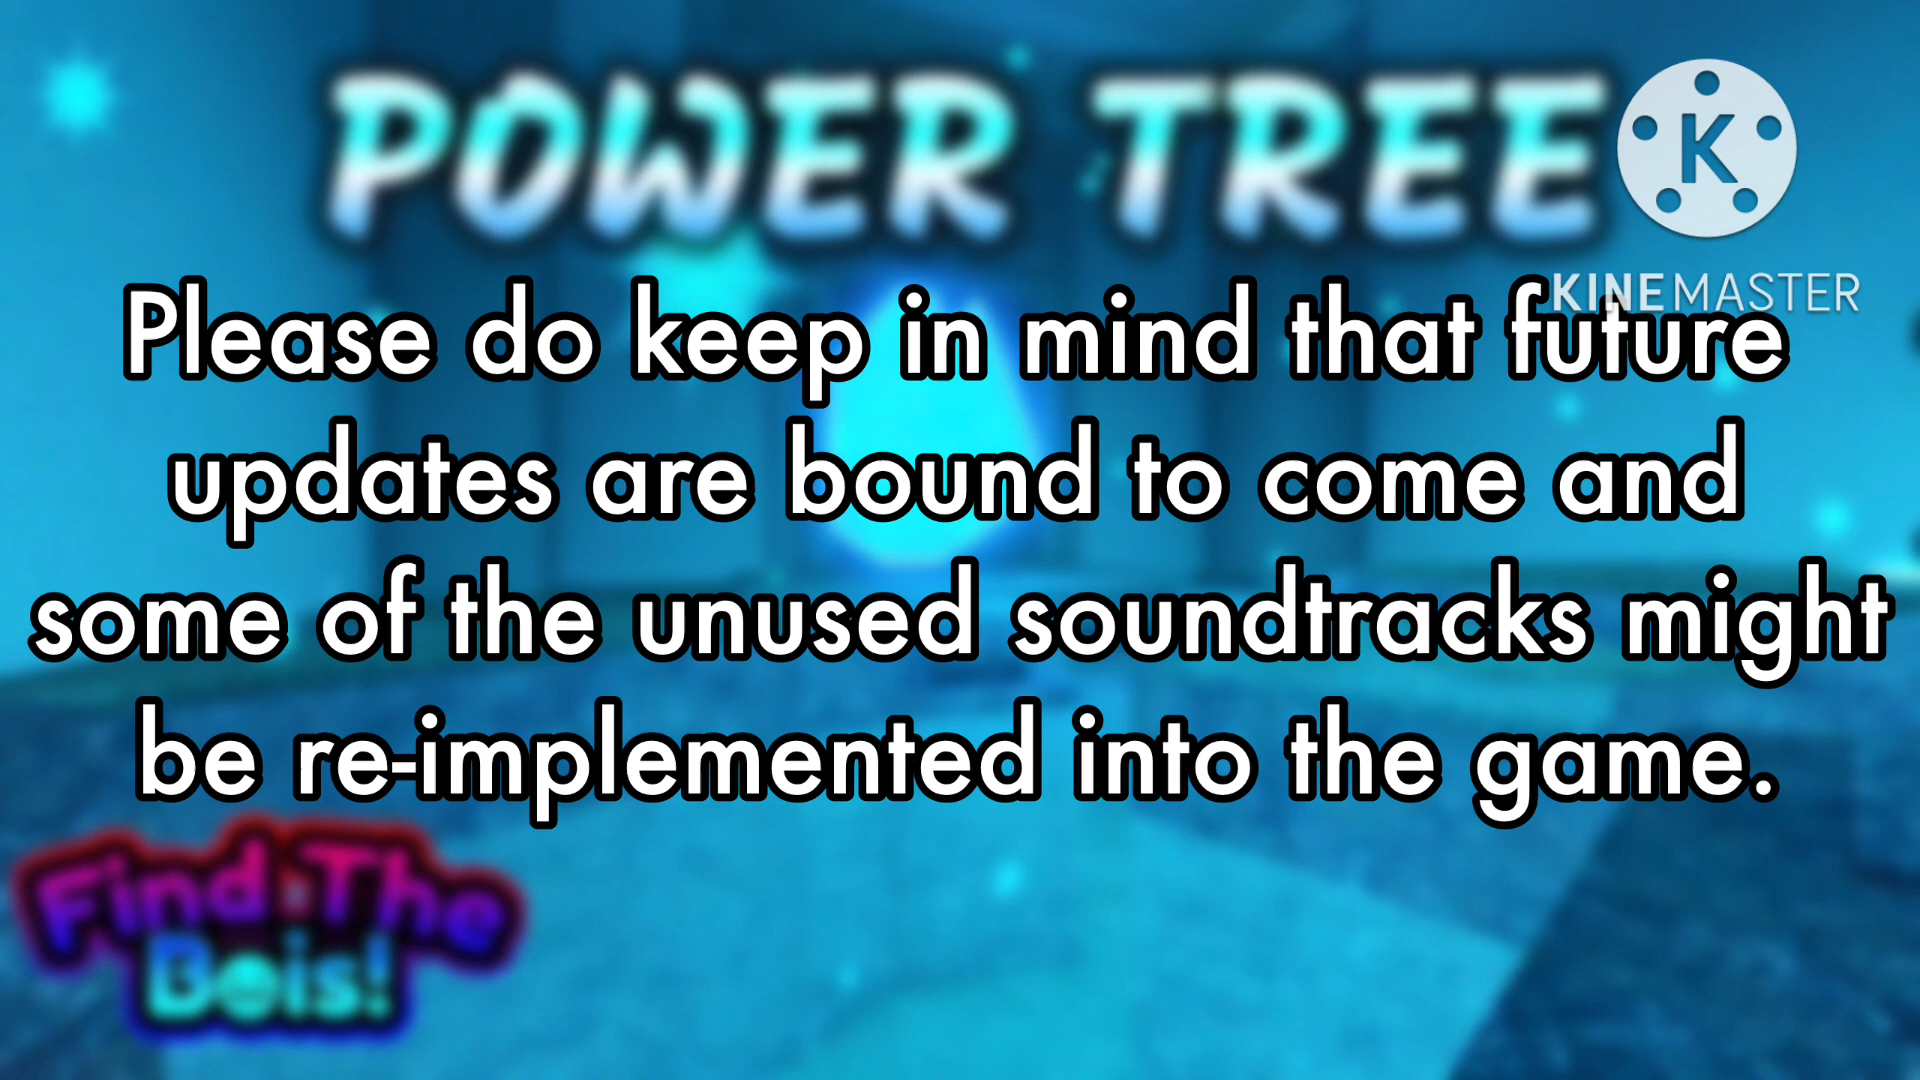 POWER TREE
K
KINEMASTER
Please do keep in mind that future
updates are bound to come and
some of the unused soundtracks might
be re-implemented into the game.
Find The
Bois!